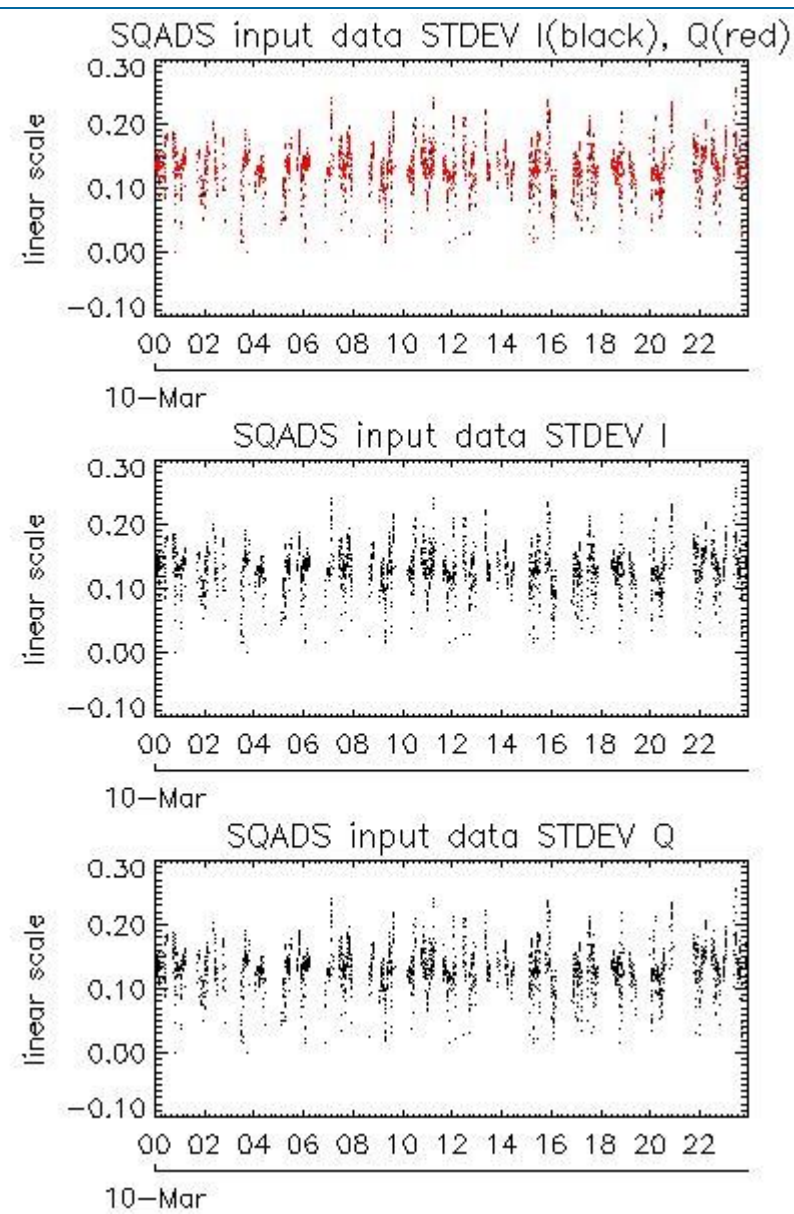 SQADS input data STDEV I(black), Q(red)
0.30
0.20
0.10
0.00
−0.10
linear scale
00 02 04 06 08 10 12 14 16 18 20 22
10−Mar
SQADS input data STDEV I
0.30
0.20
0.10
0.00
−0.10
linear scale
00 02 04 06 08 10 12 14 16 18 20 22
10−Mar
SQADS input data STDEV Q
0.30
0.20
0.10
0.00
−0.10
linear scale
00 02 04 06 08 10 12 14 16 18 20 22
10−Mar